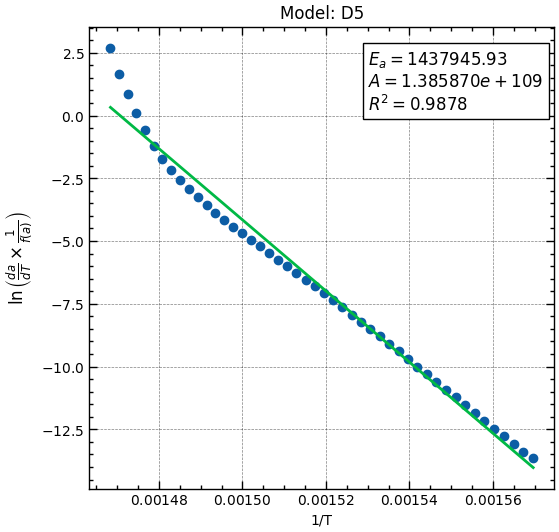 Model: D5
E_a = 1437945.93
A = 1.385870e + 109
R^2 = 0.9878
2.5
0.0
−2.5
−5.0
−7.5
−10.0
−12.5
ln(da/dT × 1/f(a))
0.00148 0.00150 0.00152 0.00154 0.00156
1/T